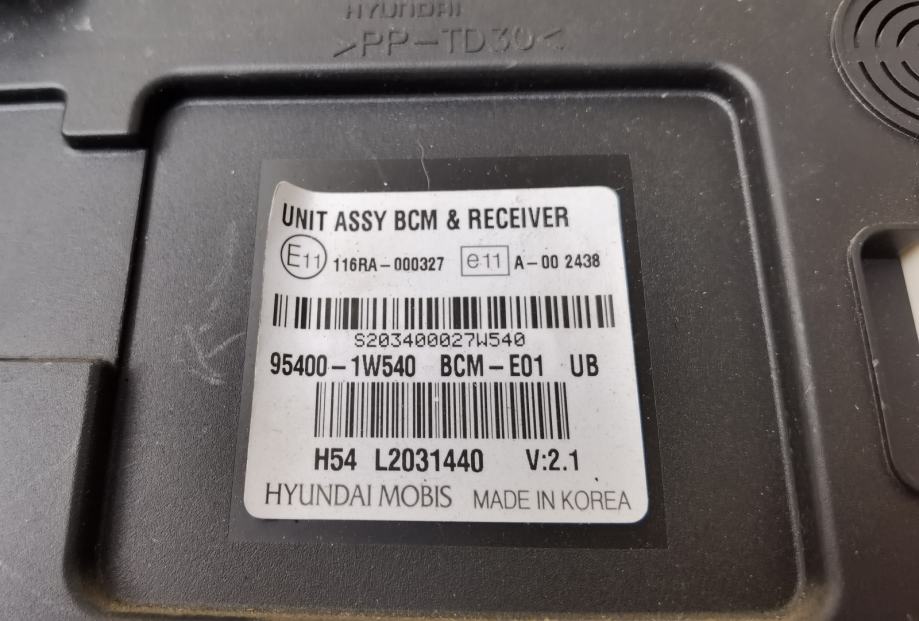 HYUNDAI
>PP-TD30<
UNIT ASSY BCM & RECEIVER
E11 116RA-000327 e11 A-00 2438
S203400027W540
95400-1W540 BCM-E01 UB
H54 L2031440 V:2.1
HYUNDAI MOBIS MADE IN KOREA